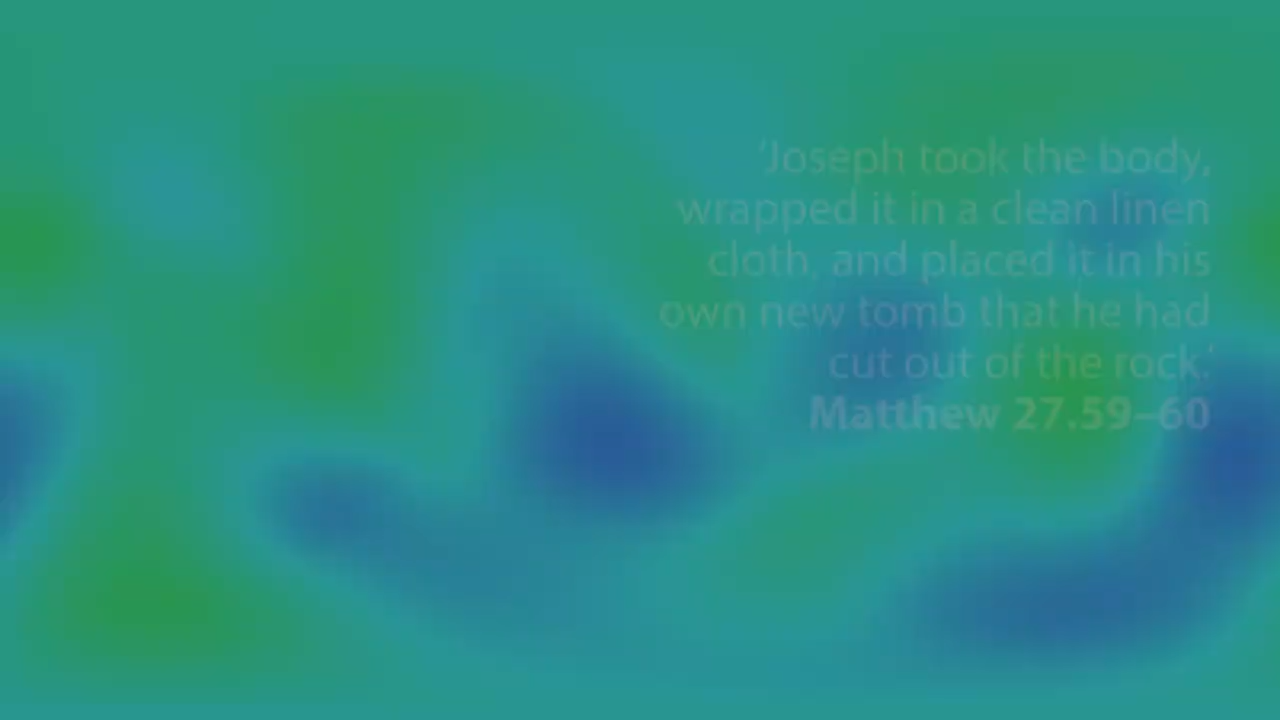 ‘Joseph took the body,
wrapped it in a clean linen
cloth, and placed it in his
own new tomb that he had
cut out of the rock.’
Matthew 27.59–60